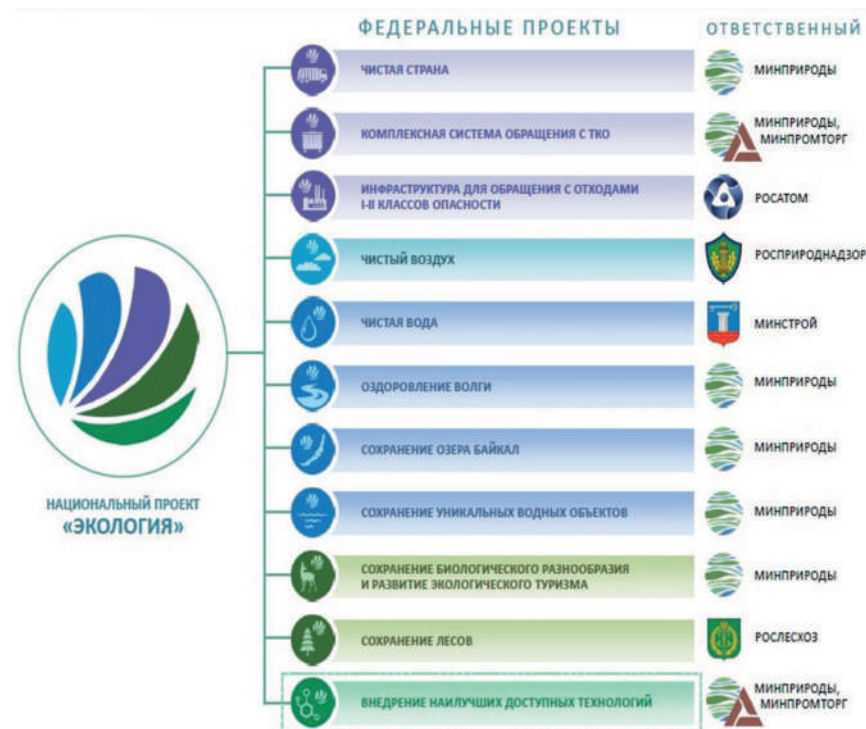 ФЕДЕРАЛЬНЫЕ ПРОЕКТЫ
ОТВЕТСТВЕННЫЙ
ЧИСТАЯ СТРАНА
МИНПРИРОДЫ
КОМПЛЕКСНАЯ СИСТЕМА ОБРАЩЕНИЯ С ТКО
МИНПРИРОДЫ,
МИНПРОМТОРГ
ИНФРАСТРУКТУРА ДЛЯ ОБРАЩЕНИЯ С ОТХОДАМИ
I-II КЛАССОВ ОПАСНОСТИ
РОСАТОМ
ЧИСТЫЙ ВОЗДУХ
РОСПРИРОДНАДЗОР
ЧИСТАЯ ВОДА
МИНСТРОЙ
ОЗДОРОВЛЕНИЕ ВОЛГИ
МИНПРИРОДЫ
СОХРАНЕНИЕ ОЗЕРА БАЙКАЛ
МИНПРИРОДЫ
НАЦИОНАЛЬНЫЙ ПРОЕКТ
«ЭКОЛОГИЯ»
СОХРАНЕНИЕ УНИКАЛЬНЫХ ВОДНЫХ ОБЪЕКТОВ
МИНПРИРОДЫ
СОХРАНЕНИЕ БИОЛОГИЧЕСКОГО РАЗНООБРАЗИЯ
И РАЗВИТИЕ ЭКОЛОГИЧЕСКОГО ТУРИЗМА
МИНПРИРОДЫ
СОХРАНЕНИЕ ЛЕСОВ
РОСЛЕСХОЗ
ВНЕДРЕНИЕ НАИЛУЧШИХ ДОСТУПНЫХ ТЕХНОЛОГИЙ
МИНПРИРОДЫ,
МИНПРОМТОРГ